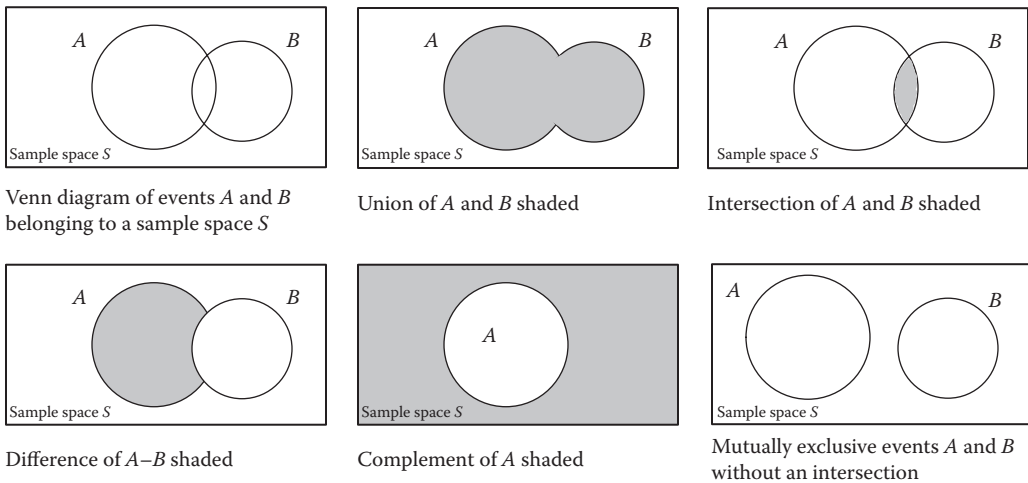 A
B
Sample space S
Venn diagram of events A and B
belonging to a sample space S
A
B
Sample space S
Union of A and B shaded
A
B
Sample space S
Intersection of A and B shaded
A
B
Sample space S
Difference of A–B shaded
A
Sample space S
Complement of A shaded
A
B
Sample space S
Mutually exclusive events A and B
without an intersection